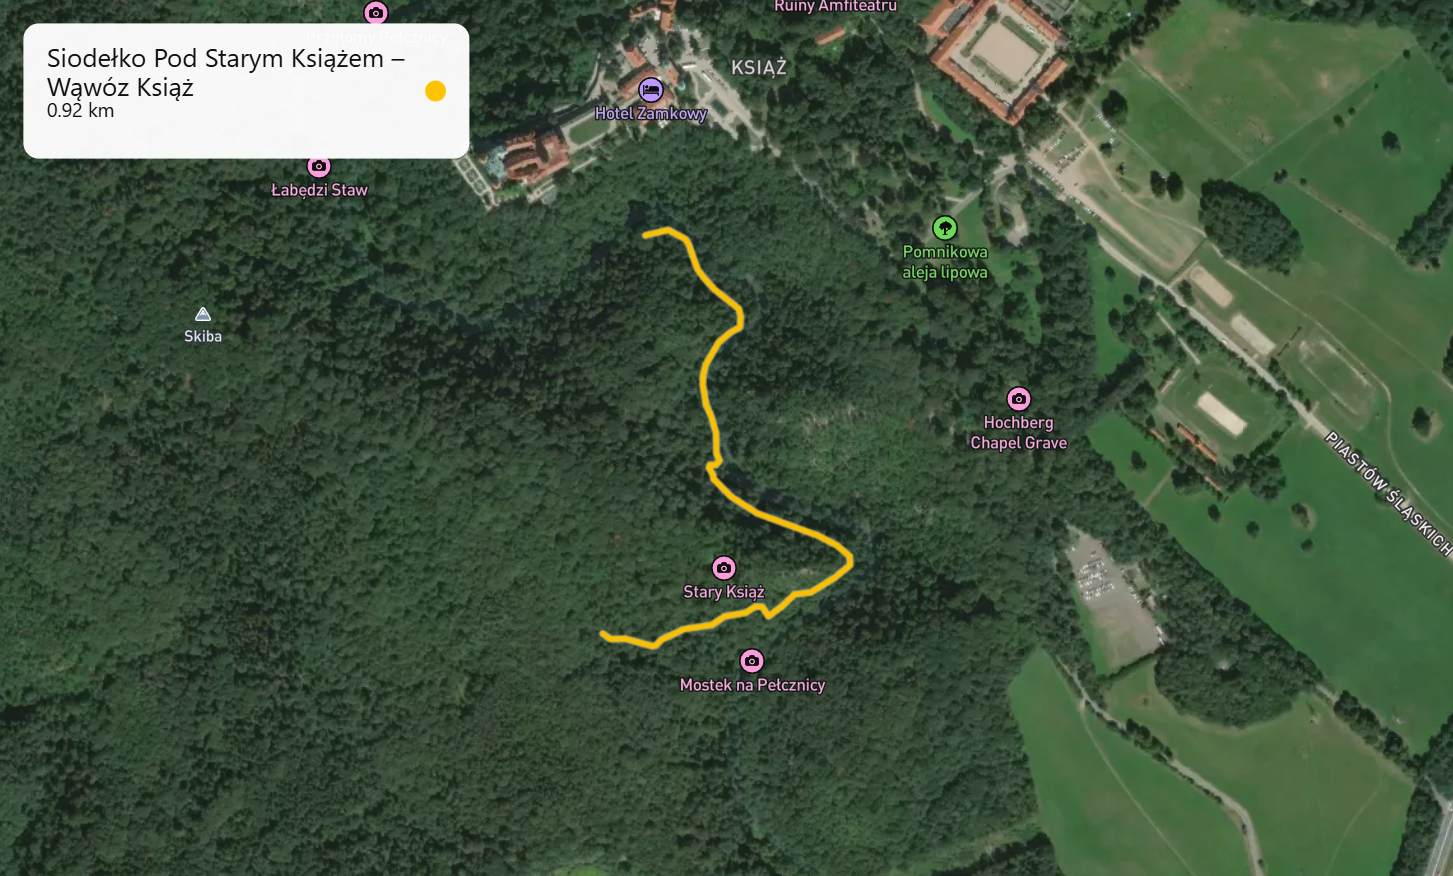 Ruiny Amfiteatru
Przełomy Pełcznicy
Siodełko Pod Starym Książem –
Wąwóz Książ
0.92 km
KSIĄŻ
Hotel Zamkowy
Łabędzi Staw
Pomnikowa
aleja lipowa
Skiba
Hochberg
Chapel Grave
PIASTÓW ŚLĄSKICH
Stary Książ
Mostek na Pełcznicy